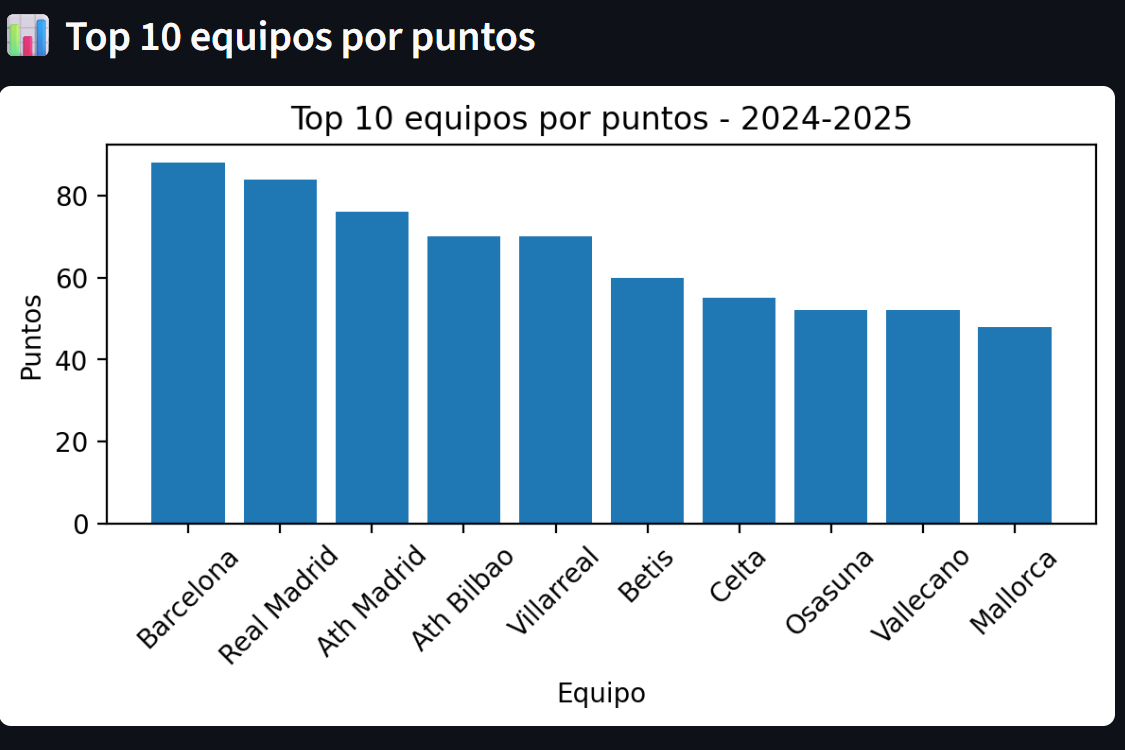 Top 10 equipos por puntos
Top 10 equipos por puntos - 2024-2025
Puntos
80
60
40
20
0
Barcelona
Real Madrid
Ath Madrid
Ath Bilbao
Villarreal
Betis
Celta
Osasuna
Vallecano
Mallorca
Equipo